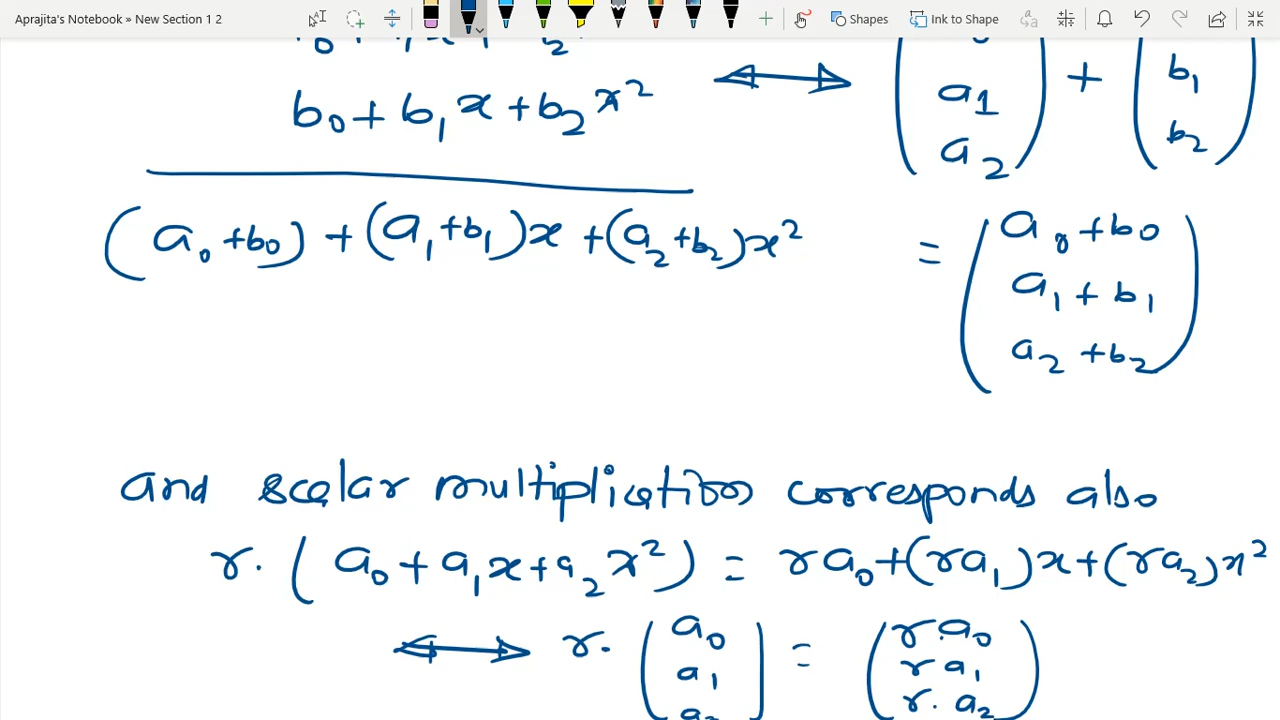 Aprajita's Notebook » New Section 1 2
Shapes
Ink to Shape
b₀ + b₁x + b₂x² ⟷ ( a₁ a₂ ) + ( b₁ b₂ )
(a₀+b₀) + (a₁+b₁)x + (a₂+b₂)x² = ( a₀+b₀
a₁ + b₁
a₂ + b₂ )
and scalar multiplication corresponds also
r. ( a₀ + a₁x + a₂x² ) = ra₀ + (ra₁)x + (ra₂)x²
⟷ r. ( a₀ = ( r.a₀
a₁ ra₁
a₂ r.a₂